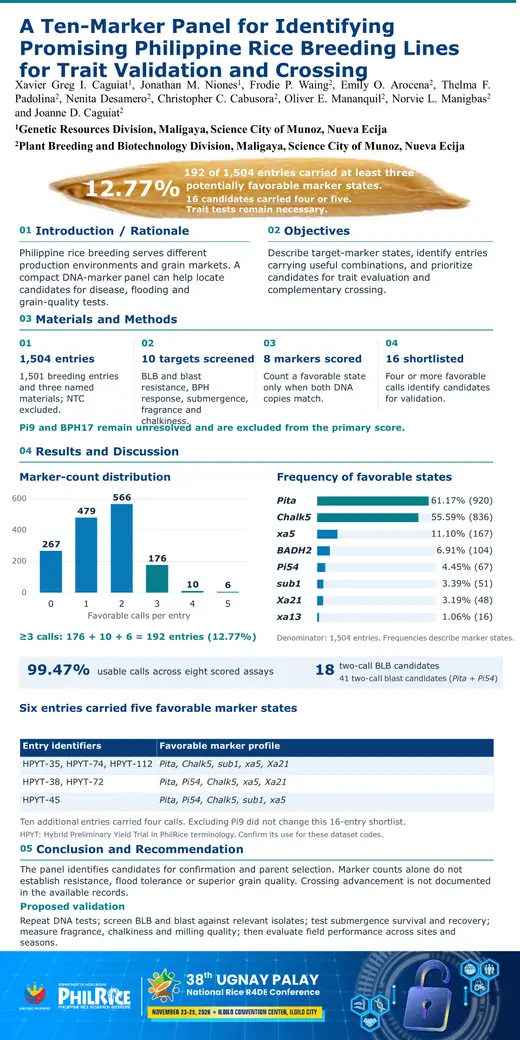 A Ten-Marker Panel for Identifying
Promising Philippine Rice Breeding Lines
for Trait Validation and Crossing
Xavier Greg I. Caguiat1, Jonathan M. Niones1, Frodie P. Waing2, Emily O. Arocena2, Thelma F.
Padolina2, Nenita Desamero2, Christopher C. Cabusora2, Oliver E. Mananquil2, Norvie L. Manigbas2
and Joanne D. Caguiat2
1Genetic Resources Division, Maligaya, Science City of Munoz, Nueva Ecija
2Plant Breeding and Biotechnology Division, Maligaya, Science City of Munoz, Nueva Ecija
12.77%
192 of 1,504 entries carried at least three
potentially favorable marker states.
16 candidates carried four or five.
Trait tests remain necessary.
01 Introduction / Rationale
Philippine rice breeding serves different
production environments and grain markets. A
compact DNA-marker panel can help locate
candidates for disease, flooding and
grain-quality tests.
02 Objectives
Describe target-marker states, identify entries
carrying useful combinations, and prioritize
candidates for trait evaluation and
complementary crossing.
03 Materials and Methods
01
1,504 entries
1,501 breeding entries
and three named
materials; NTC
excluded.
02
10 targets screened
BLB and blast
resistance, BPH
response, submergence,
fragrance and
chalkiness.
03
8 markers scored
Count a favorable state
only when both DNA
copies match.
04
16 shortlisted
Four or more favorable
calls identify candidates
for validation.
Pi9 and BPH17 remain unresolved and are excluded from the primary score.
04 Results and Discussion
Marker-count distribution
600
400
200
0
267
479
566
176
10
6
0 1 2 3 4 5
Favorable calls per entry
≥3 calls: 176 + 10 + 6 = 192 entries (12.77%)
Frequency of favorable states
Pita 61.17% (920)
Chalk5 55.59% (836)
xa5 11.10% (167)
BADH2 6.91% (104)
Pi54 4.45% (67)
sub1 3.39% (51)
Xa21 3.19% (48)
xa13 1.06% (16)
Denominator: 1,504 entries. Frequencies describe marker states.
99.47% usable calls across eight scored assays
18 two-call BLB candidates
41 two-call blast candidates (Pita + Pi54)
Six entries carried five favorable marker states
Entry identifiers Favorable marker profile
HPYT-35, HPYT-74, HPYT-112 Pita, Chalk5, sub1, xa5, Xa21
HPYT-38, HPYT-72 Pita, Pi54, Chalk5, xa5, Xa21
HPYT-45 Pita, Pi54, Chalk5, sub1, xa5
Ten additional entries carried four calls. Excluding Pi9 did not change this 16-entry shortlist.
HPYT: Hybrid Preliminary Yield Trial in PhilRice terminology. Confirm its use for these dataset codes.
05 Conclusion and Recommendation
The panel identifies candidates for confirmation and parent selection. Marker counts alone do not
establish resistance, flood tolerance or superior grain quality. Crossing advancement is not documented
in the available records.
Proposed validation
Repeat DNA tests; screen BLB and blast against relevant isolates; test submergence survival and recovery;
measure fragrance, chalkiness and milling quality; then evaluate field performance across sites and
seasons.
DEPARTMENT OF AGRICULTURE
PHILRICE
PHILIPPINE RICE RESEARCH INSTITUTE
38th UGNAY PALAY
National Rice R4DE Conference
NOVEMBER 23-25, 2026 • ILOILO CONVENTION CENTER, ILOILO CITY